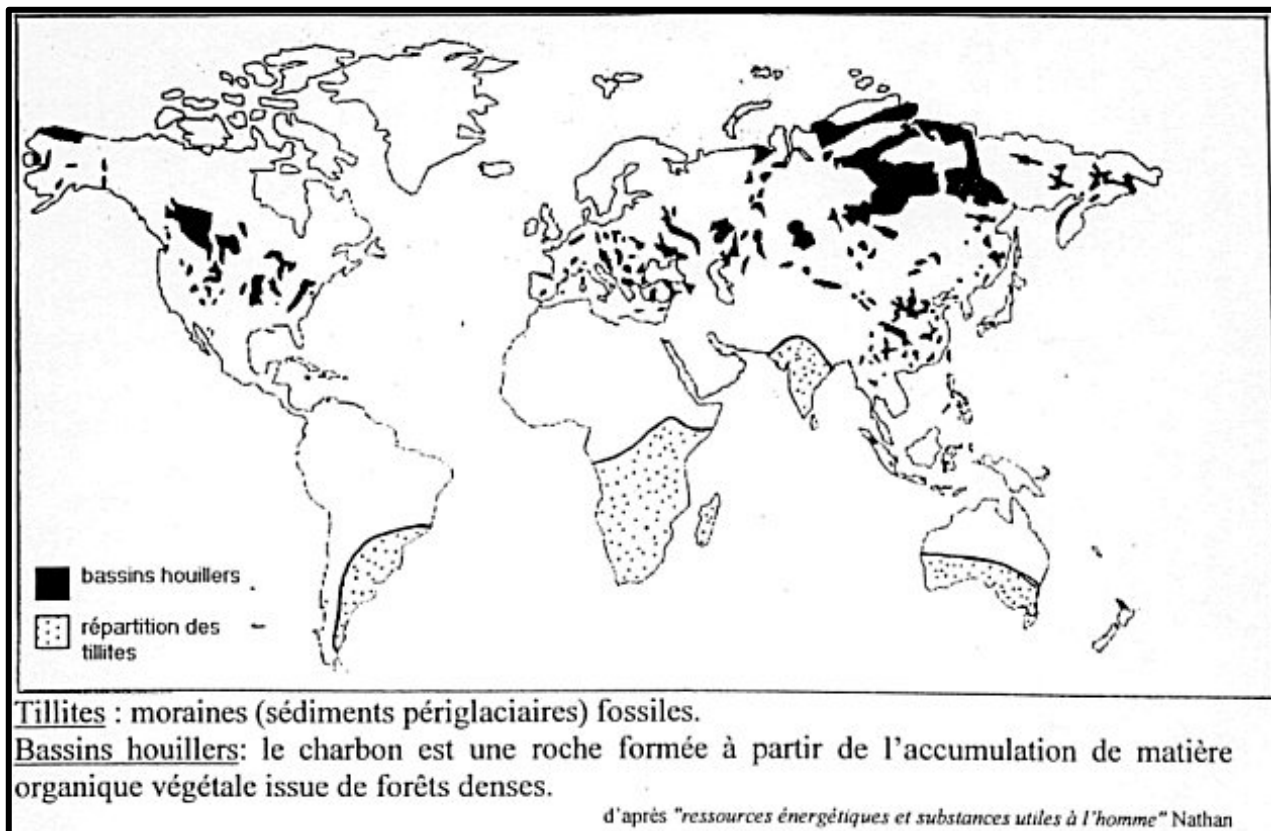 bassins houillers
répartition des
tillites
Tillites : moraines (sédiments périglaciaires) fossiles.
Bassins houillers: le charbon est une roche formée à partir de l'accumulation de matière
organique végétale issue de forêts denses.
d'après "ressources énergétiques et substances utiles à l'homme" Nathan